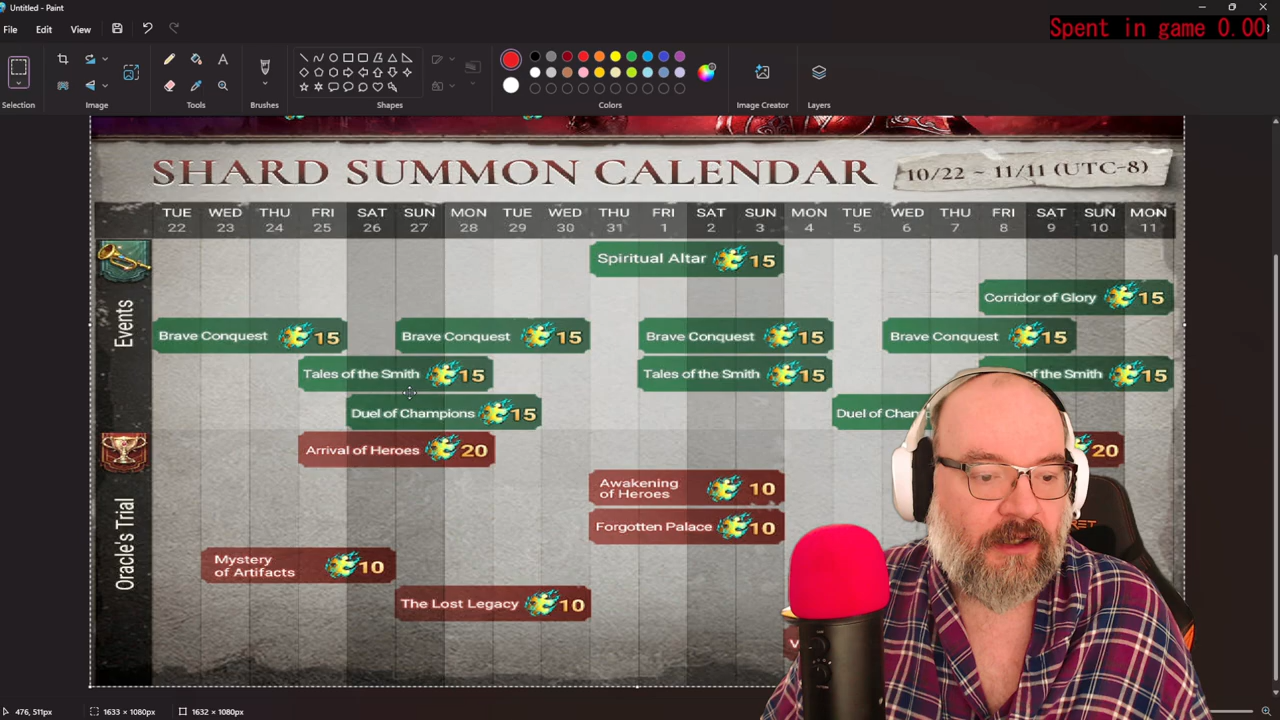 Untitled - Paint
Spent in game 0.00
File Edit View
Selection Image Tools Brushes Shapes Colors Image Creator Layers
SHARD SUMMON CALENDAR 10/22 ~ 11/11 (UTC-8)
TUE WED THU FRI SAT SUN MON TUE WED THU FRI SAT SUN MON TUE WED THU FRI SAT SUN MON
22 23 24 25 26 27 28 29 30 31 1 2 3 4 5 6 7 8 9 10 11
Events
Spiritual Altar 15
Corridor of Glory 15
Brave Conquest 15 Brave Conquest 15 Brave Conquest 15 Brave Conquest 15
Tales of the Smith 15 Tales of the Smith 15 of the Smith 15
Duel of Champions 15 Duel of
Oracle's Trial
Arrival of Heroes 20 20
Awakening
of Heroes 10
Forgotten Palace 10
Mystery
of Artifacts 10
The Lost Legacy 10
476, 511px 1633 × 1080px 1632 × 1080px